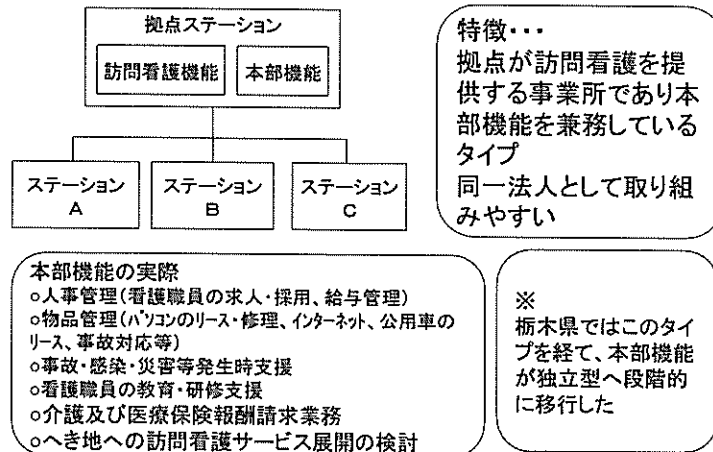 拠点ステーション
訪問看護機能
本部機能
ステーション
A
ステーション
B
ステーション
C
特徴・・・
拠点が訪問看護を提
供する事業所であり本
部機能を兼務している
タイプ
同一法人として取り組
みやすい
本部機能の実際
○人事管理(看護職員の求人・採用、給与管理)
○物品管理(パソコンのリース・修理、インターネット、公用車の
リース、事故対応等)
○事故・感染・災害等発生時支援
○看護職員の教育・研修支援
○介護及び医療保険報酬請求業務
○へき地への訪問看護サービス展開の検討
※
栃木県ではこのタイ
プを経て、本部機能
が独立型へ段階的
に移行した